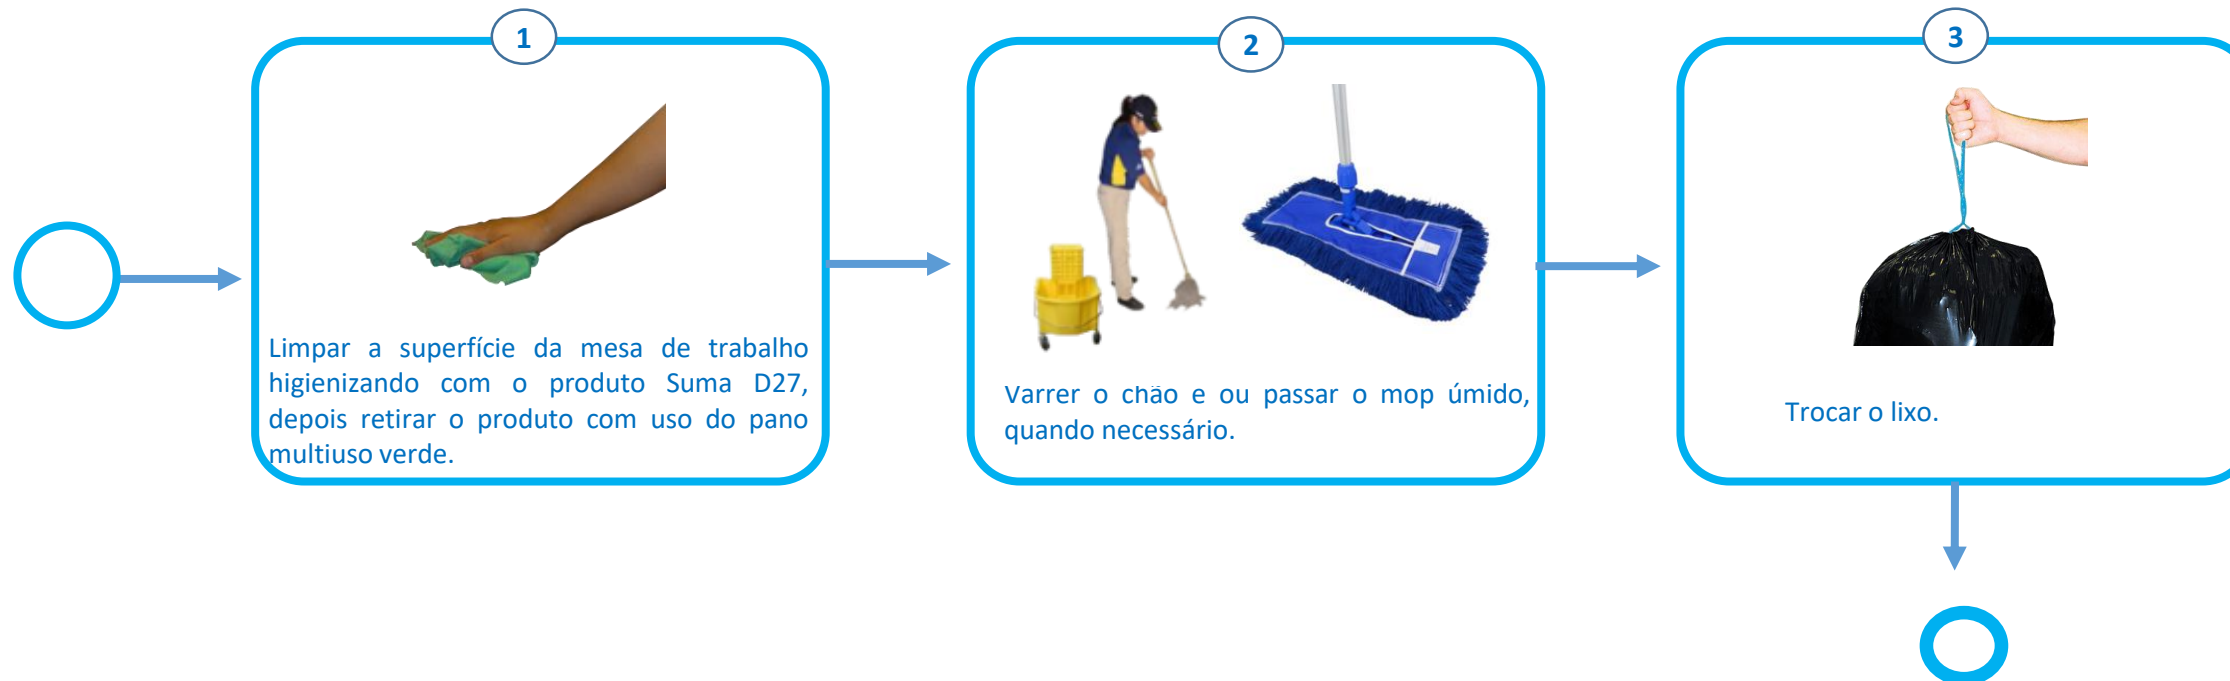 1
Limpar a superfície da mesa de trabalho
higienizando com o produto Suma D27,
depois retirar o produto com uso do pano
multiuso verde.
2
Varrer o chão e ou passar o mop úmido,
quando necessário.
3
Trocar o lixo.